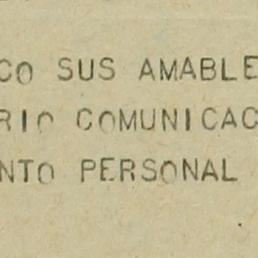 CO SUS AMABLE
RIO COMUNICAC
NTO PERSONAL